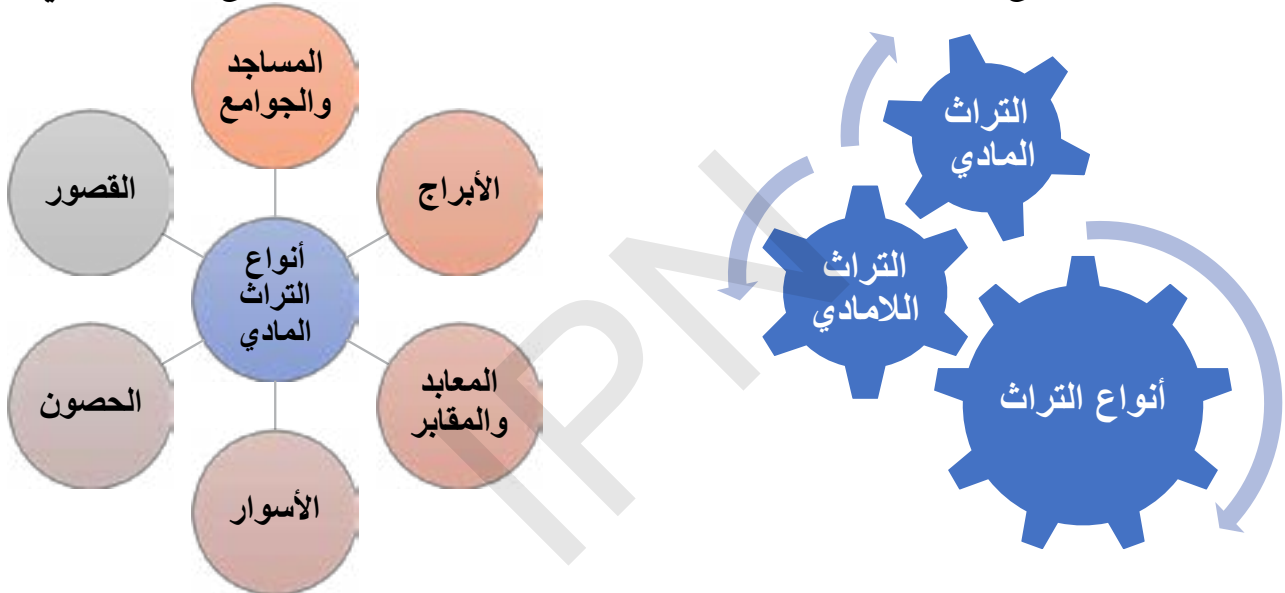 التراث
المادي
التراث
اللامادي
أنواع التراث
المساجد
والجوامع
الأبراج
المعابد
والمقابر
الأسوار
الحصون
القصور
أنواع
التراث
المادي
IPN